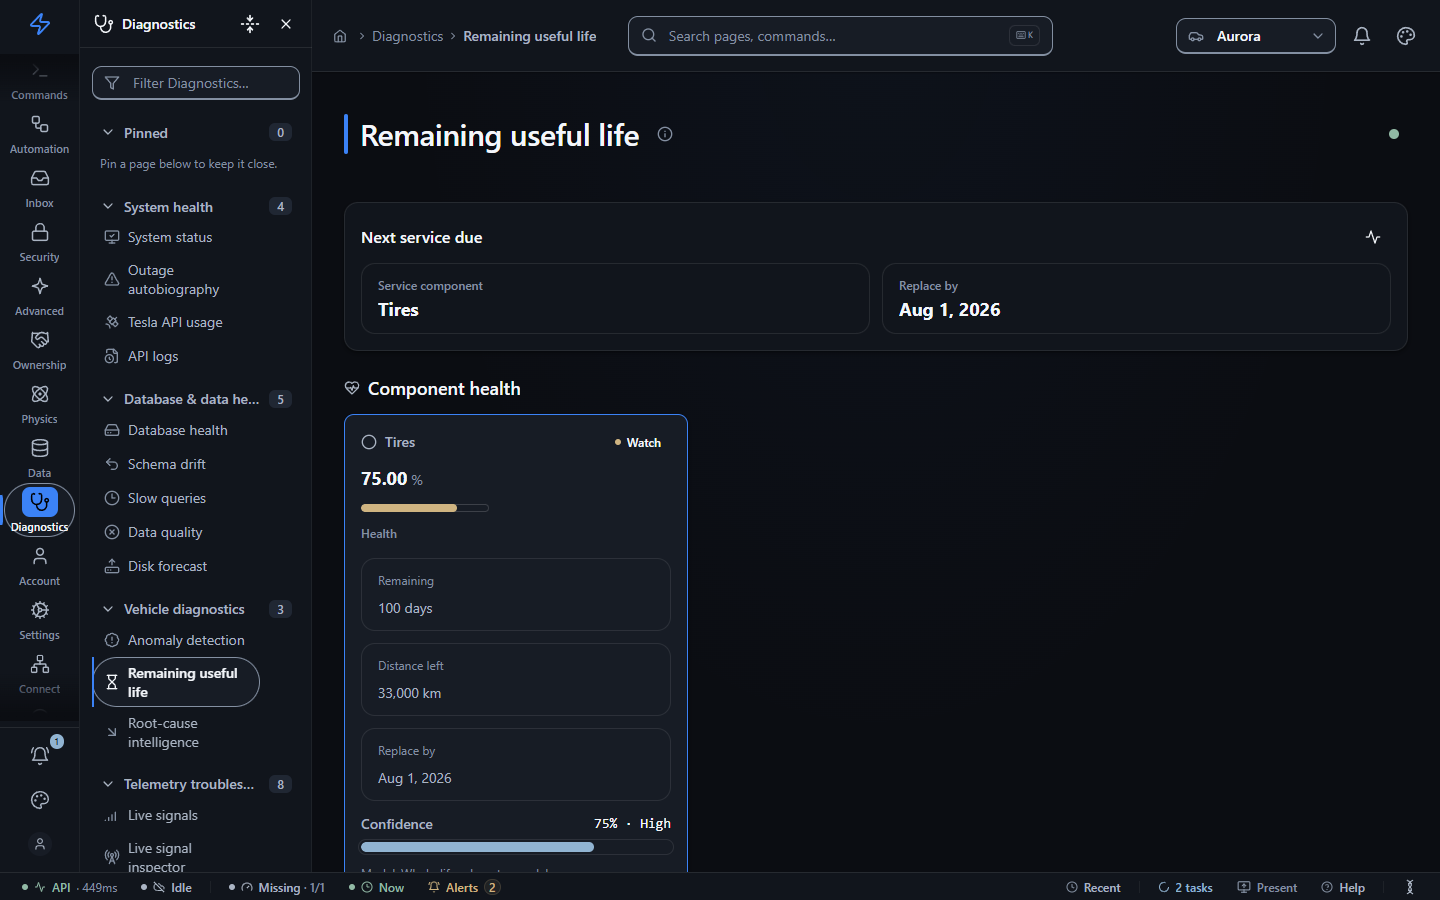 Diagnostics
Diagnostics
Remaining useful life
Search pages, commands...
K
Aurora
Commands
Automation
Inbox
Security
Advanced
Ownership
Physics
Data
Diagnostics
Account
Settings
Connect
1
Filter Diagnostics...
Pinned
0
Pin a page below to keep it close.
System health
4
System status
Outage
autobiography
Tesla API usage
API logs
Database & data he...
5
Database health
Schema drift
Slow queries
Data quality
Disk forecast
Vehicle diagnostics
3
Anomaly detection
Remaining useful
life
Root-cause
intelligence
Telemetry troubles...
8
Live signals
Live signal
inspector
Remaining useful life
Next service due
Service component
Tires
Replace by
Aug 1, 2026
Component health
Tires
Watch
75.00 %
Health
Remaining
100 days
Distance left
33,000 km
Replace by
Aug 1, 2026
Confidence
75% · High
API · 449ms
Idle
Missing · 1/1
Now
Alerts 2
Recent
2 tasks
Present
Help